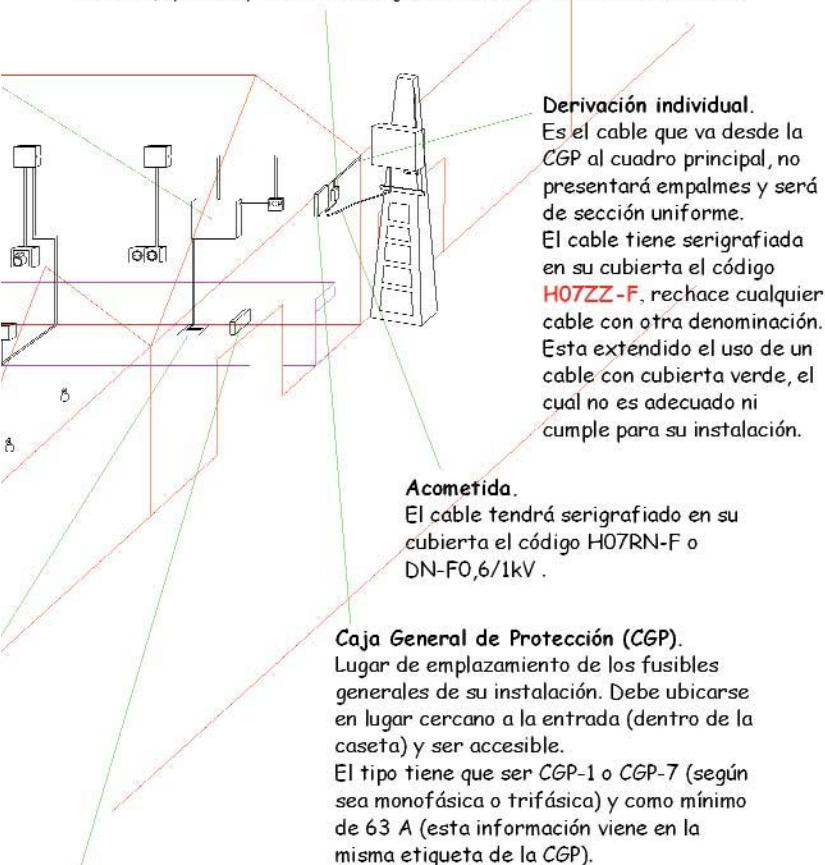 Derivación individual.
Es el cable que va desde la
CGP al cuadro principal, no
presentará empalmes y será
de sección uniforme.
El cable tiene serigrafiada
en su cubierta el código
H07ZZ-F, rechace cualquier
cable con otra denominación.
Esta extendido el uso de un
cable con cubierta verde, el
cual no es adecuado ni
cumple para su instalación.
Acometida.
El cable tendrá serigrafiado en su
cubierta el código H07RN-F o
DN-F0,6/1kV .
Caja General de Protección (CGP).
Lugar de emplazamiento de los fusibles
generales de su instalación. Debe ubicarse
en lugar cercano a la entrada (dentro de la
caseta) y ser accesible.
El tipo tiene que ser CGP-1 o CGP-7 (según
sea monofásica o trifásica) y como mínimo
de 63 A (esta información viene en la
misma etiqueta de la CGP).